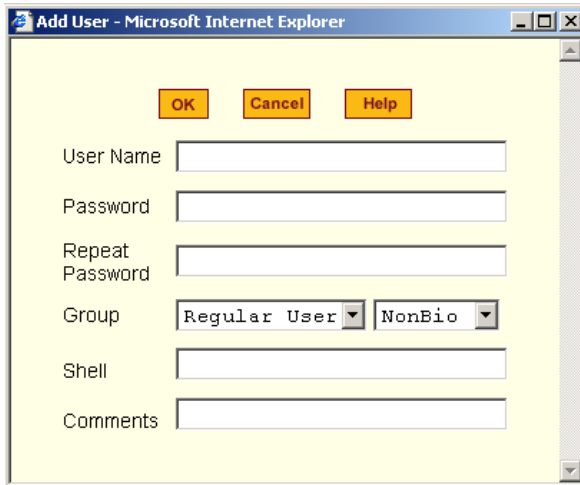 Add User - Microsoft Internet Explorer
OK Cancel Help
User Name
Password
Repeat
Password
Group Regular User NonBio
Shell
Comments